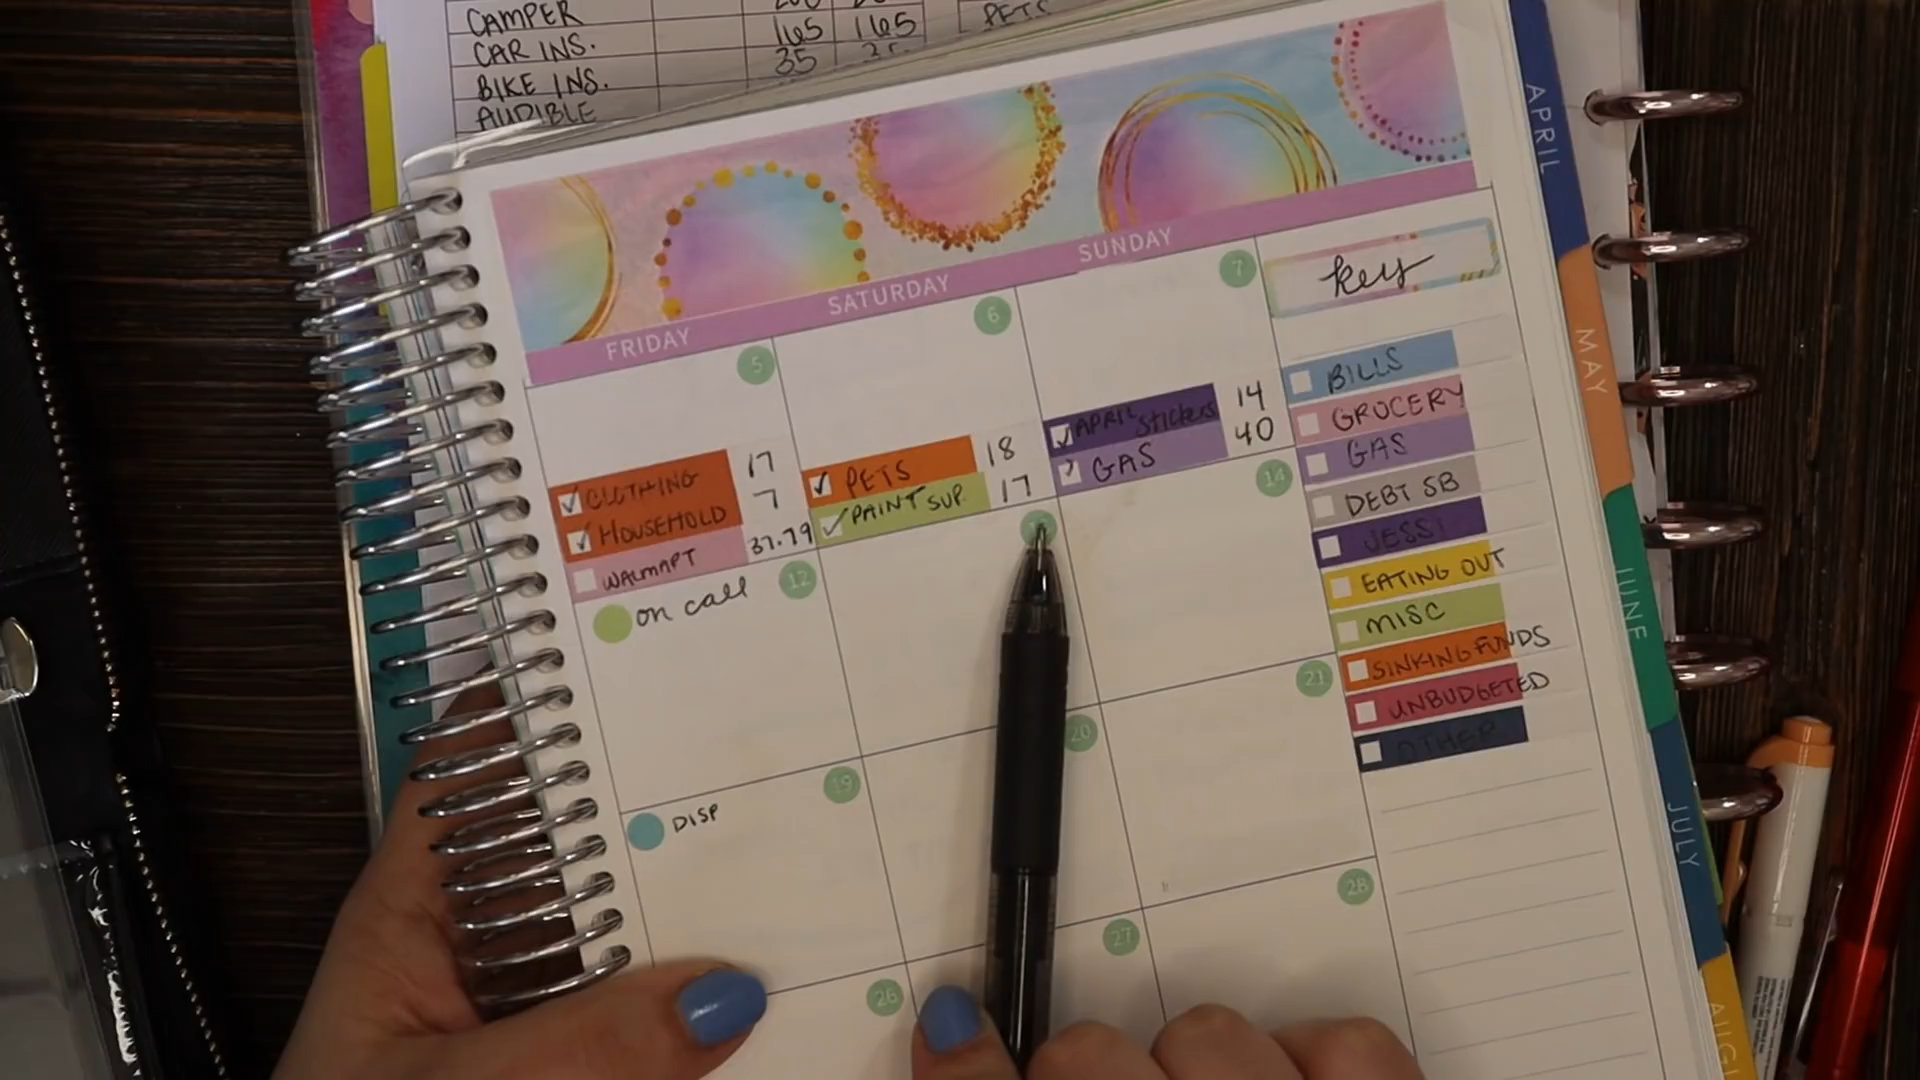 CAMPER
CAR INS. 165 165
BIKE INS. 35
AUDIBLE
PETS
FRIDAY SATURDAY SUNDAY
key
5 6 7
CLOTHING 17
HOUSEHOLD 7
WALMART 37.79
PETS 18
PAINT SUP. 17
APRIL Stickers 14
GAS 40
12 14
on call
19 20 21
DISP
26 27 28
BILLS
GROCERY
GAS
DEBT SB
JESSI
EATING OUT
MISC
SINKING FUNDS
UNBUDGETED
OTHER
APRIL
MAY
JUNE
JULY